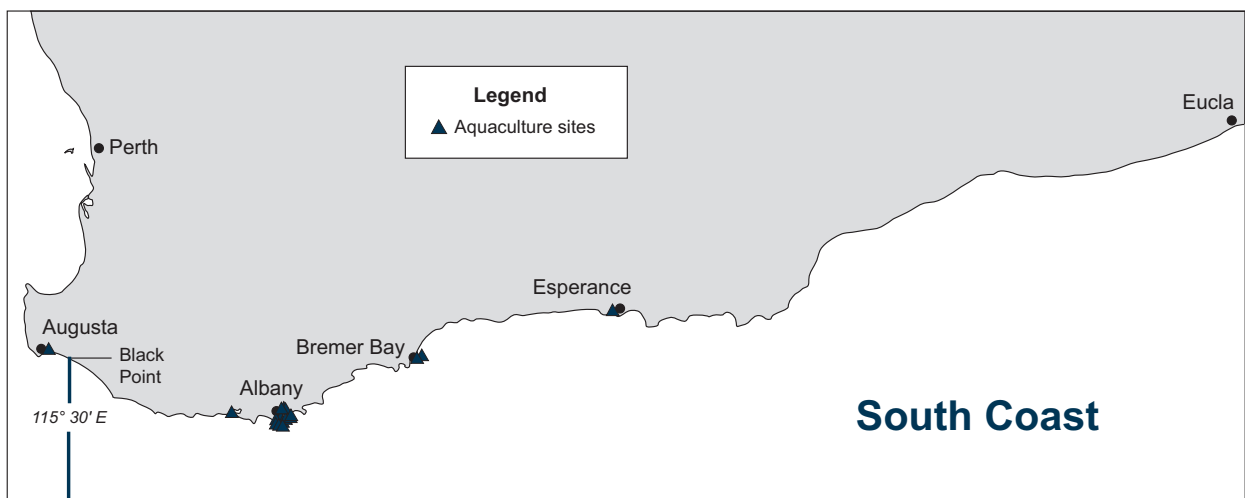 Legend
Aquaculture sites
Eucla
Perth
Esperance
Augusta
Black
Point
Bremer Bay
Albany
115° 30' E
South Coast